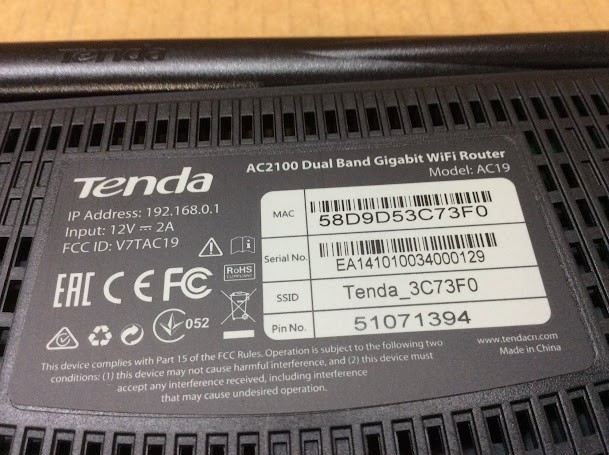 Tenda
Tenda
AC2100 Dual Band Gigabit WiFi Router
Model: AC19
IP Address: 192.168.0.1
Input: 12V ⎓ 2A
FCC ID: V7TAC19
MAC
58D9D53C73F0
Serial No.
EA141010034000129
SSID
Tenda_3C73F0
Pin No.
51071394
EAC CE FC
RoHS
052
www.tendacn.com
Made in China
This device complies with Part 15 of the FCC Rules. Operation is subject to the following two
conditions: (1) this device may not cause harmful interference, and (2) this device must
accept any interference received, including interference
that may cause undesired operation.